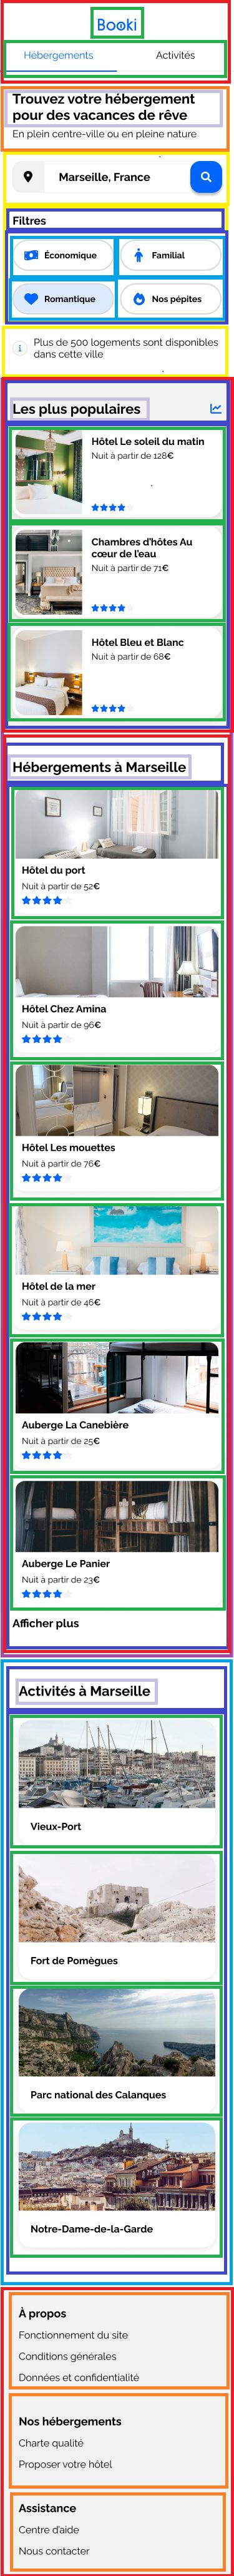 Booki
Hébergements
Activités
Trouvez votre hébergement
pour des vacances de rêve
En plein centre-ville ou en pleine nature
Marseille, France
Filtres
Économique
Familial
Romantique
Nos pépites
Plus de 500 logements sont disponibles
dans cette ville
Les plus populaires
Hôtel Le soleil du matin
Nuit à partir de 128€
Chambres d'hôtes Au
cœur de l'eau
Nuit à partir de 71€
Hôtel Bleu et Blanc
Nuit à partir de 68€
Hébergements à Marseille
Hôtel du port
Nuit à partir de 52€
Hôtel Chez Amina
Nuit à partir de 96€
Hôtel Les mouettes
Nuit à partir de 76€
Hôtel de la mer
Nuit à partir de 46€
Auberge La Canebière
Nuit à partir de 25€
Auberge Le Panier
Nuit à partir de 23€
Afficher plus
Activités à Marseille
Vieux-Port
Fort de Pomègues
Parc national des Calanques
Notre-Dame-de-la-Garde
À propos
Fonctionnement du site
Conditions générales
Données et confidentialité
Nos hébergements
Charte qualité
Proposer votre hôtel
Assistance
Centre d'aide
Nous contacter